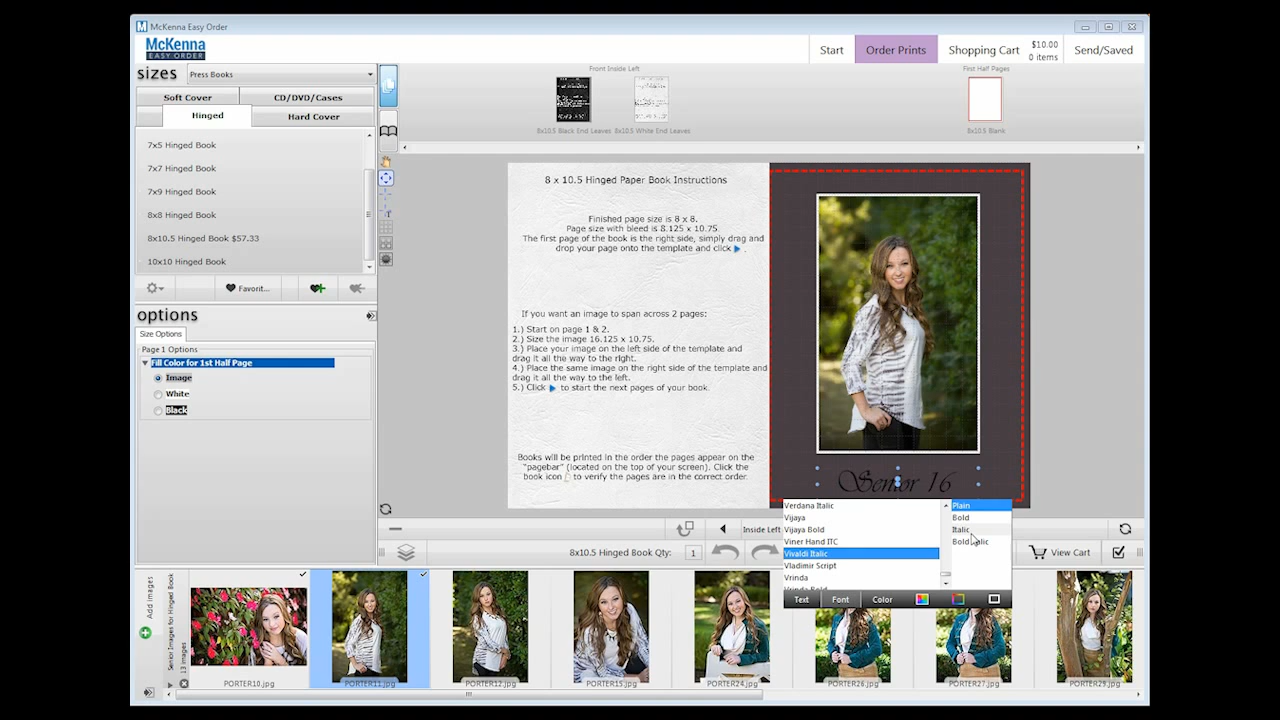 McKenna Easy Order
McKenna
EASY ORDER
Start
Order Prints
Shopping Cart
$10.00
0 items
Send/Saved
sizes
Press Books
Soft Cover
CD/DVD/Cases
Hinged
Hard Cover
7x5 Hinged Book
7x7 Hinged Book
7x9 Hinged Book
8x8 Hinged Book
8x10.5 Hinged Book $57.33
10x10 Hinged Book
Favorit...
options
Size Options
Page 1 Options
Fill Color for 1st Half Page
Image
White
Black
Front Inside Left
8x10.5 Black End Leaves
8x10.5 White End Leaves
First Half Pages
8x10.5 Blank
8 x 10.5 Hinged Paper Book Instructions
Finished page size is 8 x 8.
Page size with bleed is 8.125 x 10.75
The first page of the book is the right side, simply drag and
drop your page onto the template and click .
If you want an image to span across 2 pages:
1.) Start on page 1 & 2.
2.) Size the image 16.125 x 10.75.
3.) Place your image on the left side of the template and
drag it all the way to the right.
4.) Place the same image on the right side of the template and
drag it all the way to the left.
5.) Click to start the next pages of your book.
Books will be printed in the order the pages appear on the
"pagebar" (located on the top of your screen). Click the
book icon to verify the pages are in the correct order.
Senior 16
Inside Left
Verdana Italic
Vijaya
Vijaya Bold
Viner Hand ITC
Vivaldi Italic
Vladimir Script
Vrinda
Vrinda Bold
Plain
Bold
Italic
Bold Italic
Text
Font
Color
8x10.5 Hinged Book Qty:
1
View Cart
Add images
Senior Images for Hinged Book
13 images
PORTER10.jpg
PORTER11.jpg
PORTER12.jpg
PORTER15.jpg
PORTER24.jpg
PORTER26.jpg
PORTER27.jpg
PORTER29.jpg